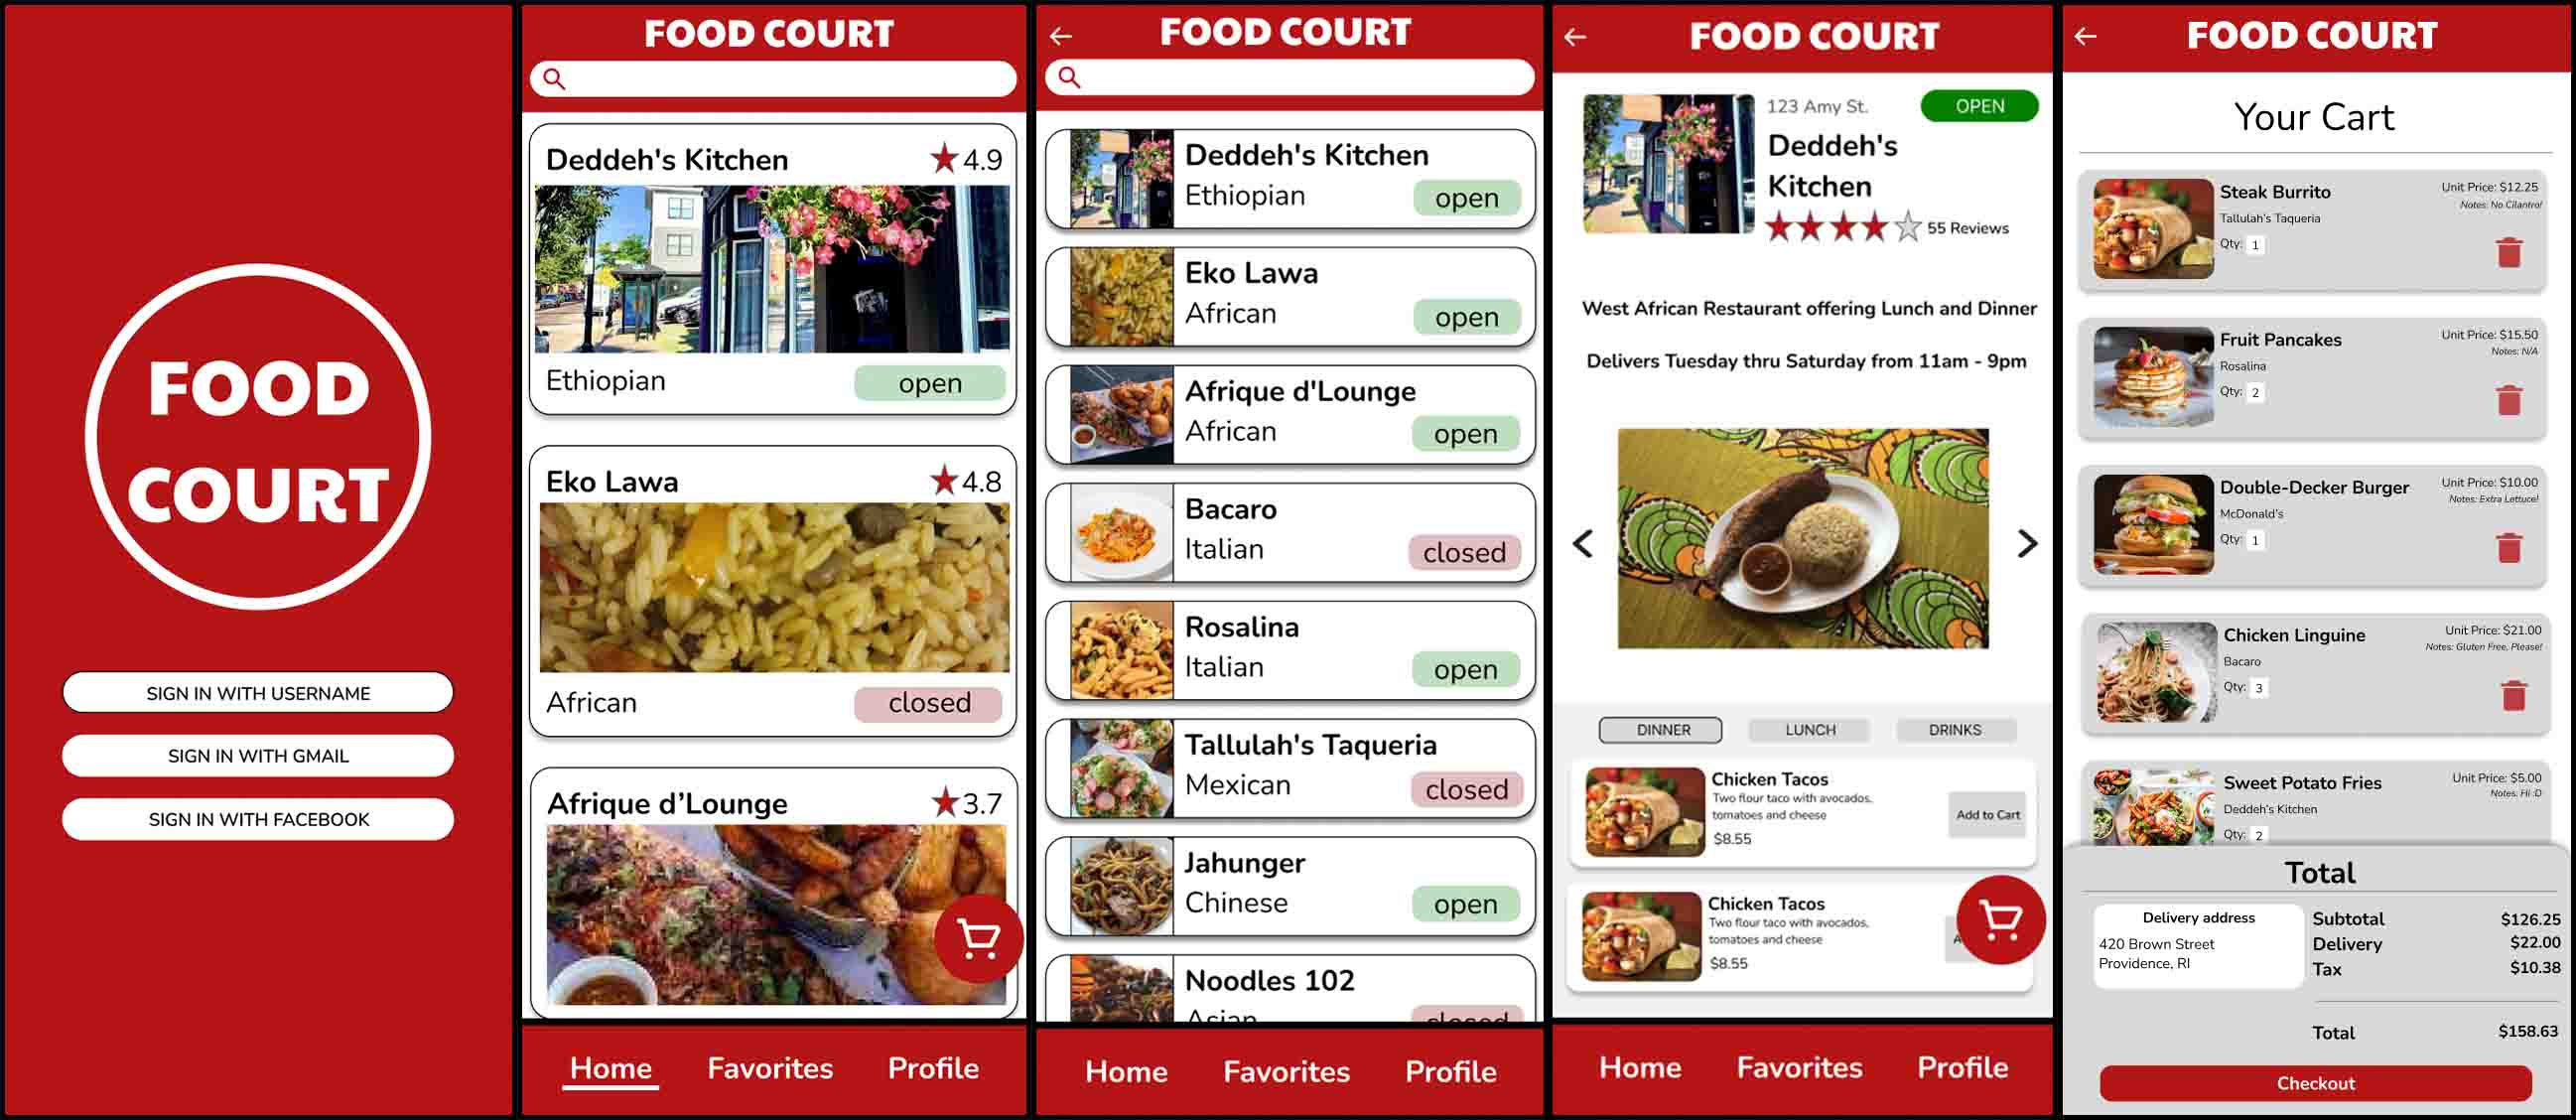 FOOD
COURT
SIGN IN WITH USERNAME
SIGN IN WITH GMAIL
SIGN IN WITH FACEBOOK
FOOD COURT
Deddeh's Kitchen
4.9
Ethiopian
open
Eko Lawa
4.8
African
closed
Afrique d’Lounge
3.7
Home
Favorites
Profile
FOOD COURT
Deddeh's Kitchen
Ethiopian
open
Eko Lawa
African
open
Afrique d'Lounge
African
open
Bacaro
Italian
closed
Rosalina
Italian
open
Tallulah's Taqueria
Mexican
closed
Jahunger
Chinese
open
Noodles 102
Asian
closed
Home
Favorites
Profile
FOOD COURT
123 Amy St.
OPEN
Deddeh's
Kitchen
55 Reviews
West African Restaurant offering Lunch and Dinner
Delivers Tuesday thru Saturday from 11am - 9pm
DINNER
LUNCH
DRINKS
Chicken Tacos
Two flour taco with avocados,
tomatoes and cheese
$8.55
Add to Cart
Chicken Tacos
Two flour taco with avocados,
tomatoes and cheese
$8.55
A
Home
Favorites
Profile
FOOD COURT
Your Cart
Steak Burrito
Unit Price: $12.25
Notes: No Cilantro!
Tallulah's Taqueria
Qty: 1
Fruit Pancakes
Unit Price: $15.50
Notes: N/A
Rosalina
Qty: 2
Double-Decker Burger
Unit Price: $10.00
Notes: Extra Lettuce!
McDonald's
Qty: 1
Chicken Linguine
Unit Price: $21.00
Notes: Gluten Free, Please!
Bacaro
Qty: 3
Sweet Potato Fries
Unit Price: $5.00
Notes: Hi :D
Deddeh's Kitchen
Qty: 2
Total
Delivery address
420 Brown Street
Providence, RI
Subtotal $126.25
Delivery $22.00
Tax $10.38
Total $158.63
Checkout